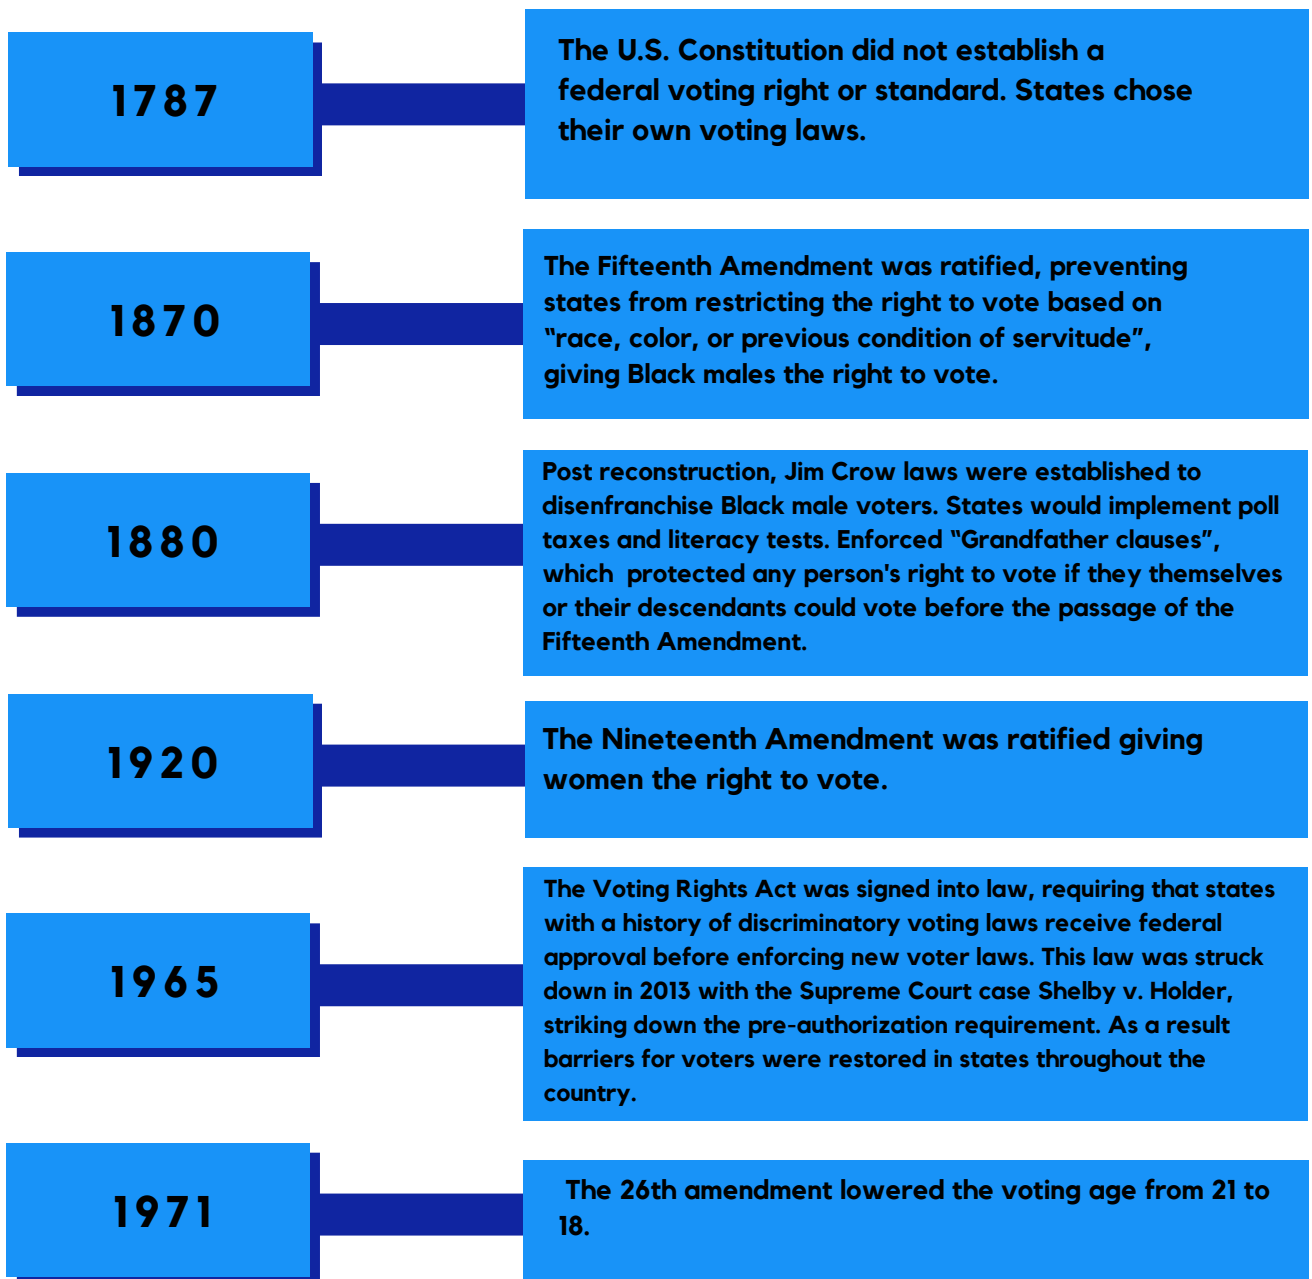 1787
The U.S. Constitution did not establish a
federal voting right or standard. States chose
their own voting laws.
1870
The Fifteenth Amendment was ratified, preventing
states from restricting the right to vote based on
“race, color, or previous condition of servitude”,
giving Black males the right to vote.
1880
Post reconstruction, Jim Crow laws were established to
disenfranchise Black male voters. States would implement poll
taxes and literacy tests. Enforced “Grandfather clauses”,
which  protected any person's right to vote if they themselves
or their descendants could vote before the passage of the
Fifteenth Amendment.
1920
The Nineteenth Amendment was ratified giving
women the right to vote.
1965
The Voting Rights Act was signed into law, requiring that states
with a history of discriminatory voting laws receive federal
approval before enforcing new voter laws. This law was struck
down in 2013 with the Supreme Court case Shelby v. Holder,
striking down the pre-authorization requirement. As a result
barriers for voters were restored in states throughout the
country.
1971
The 26th amendment lowered the voting age from 21 to
18.